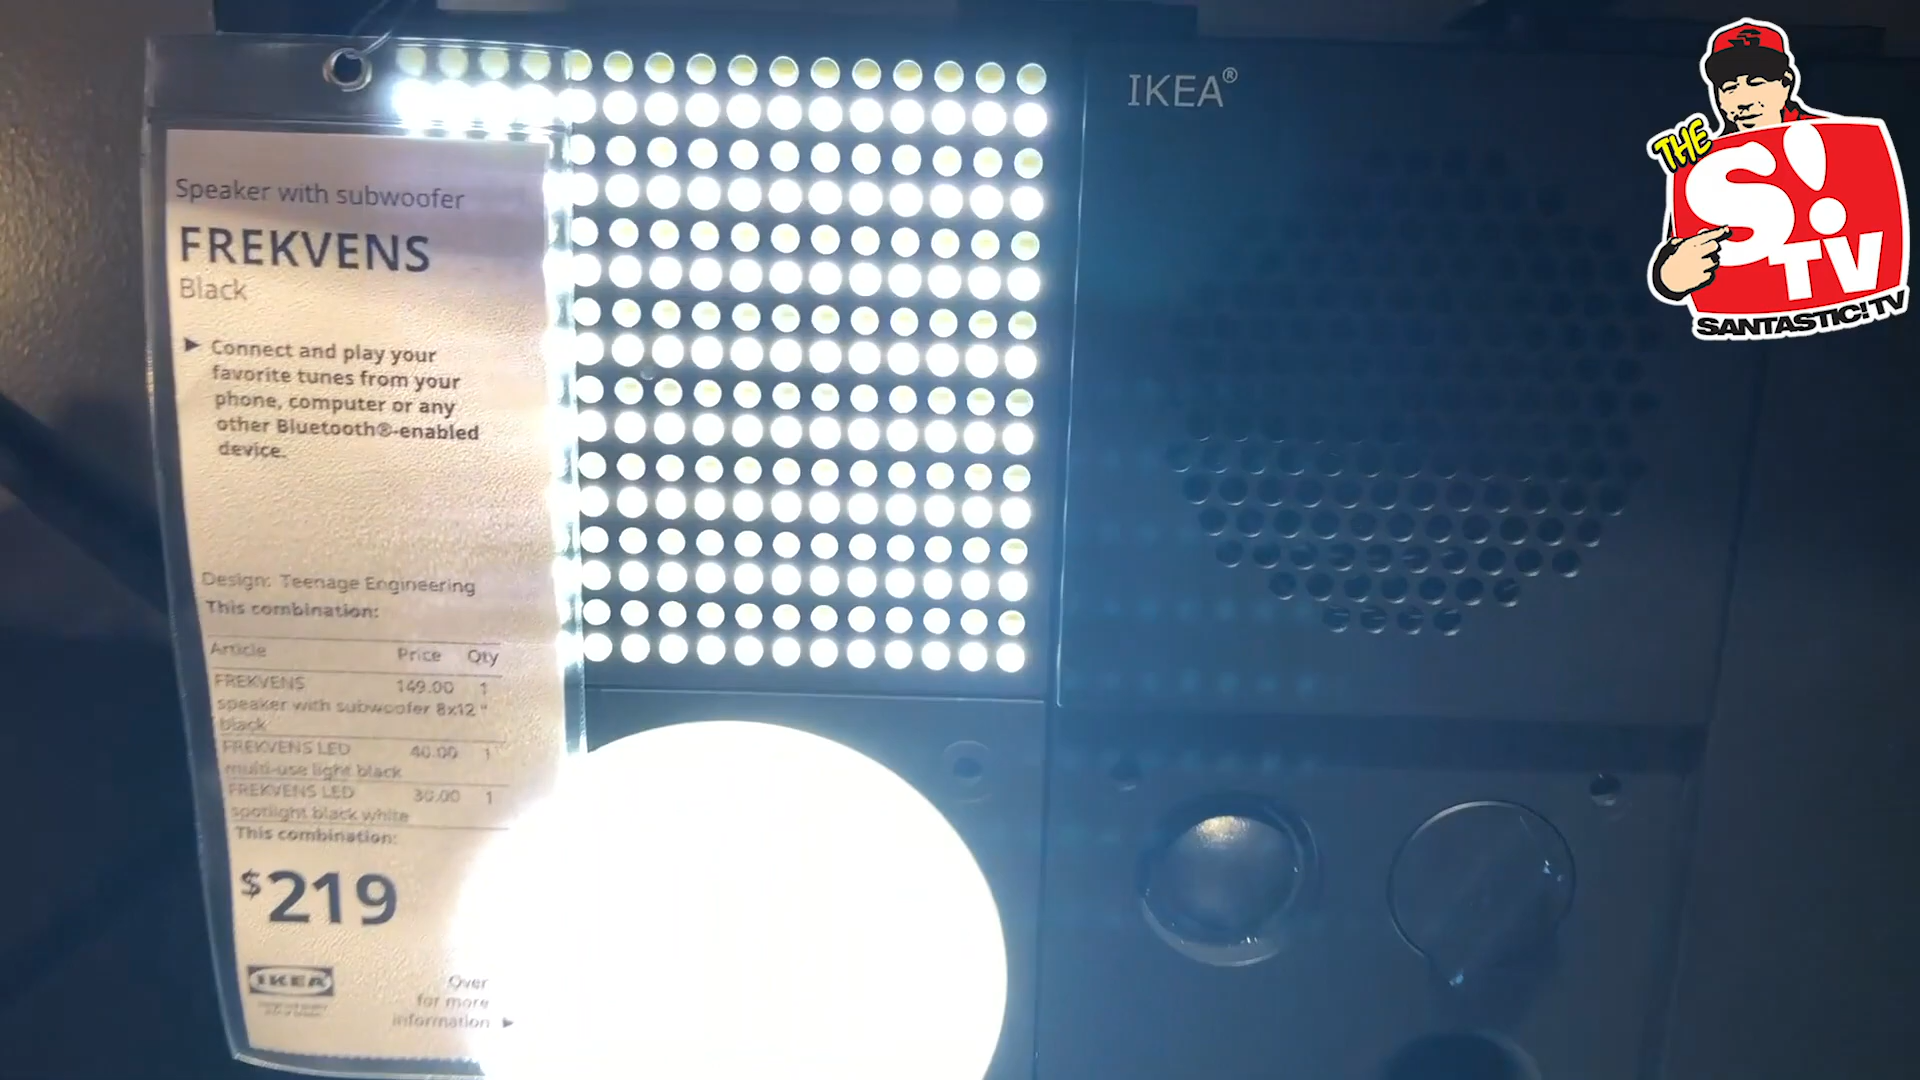 IKEA®
THE
S!
TV
SANTASTIC!TV
Speaker with subwoofer
FREKVENS
Black
► Connect and play your
favorite tunes from your
phone, computer or any
other Bluetooth®-enabled
device.
Design: Teenage Engineering
This combination:
Article Price Qty
FREKVENS 149.00 1
speaker with subwoofer 8x12 "
black
FREKVENS LED 40.00 1
multi-use light black
FREKVENS LED 30.00 1
spotlight black white
This combination:
$219
IKEA
Over
for more
information ►